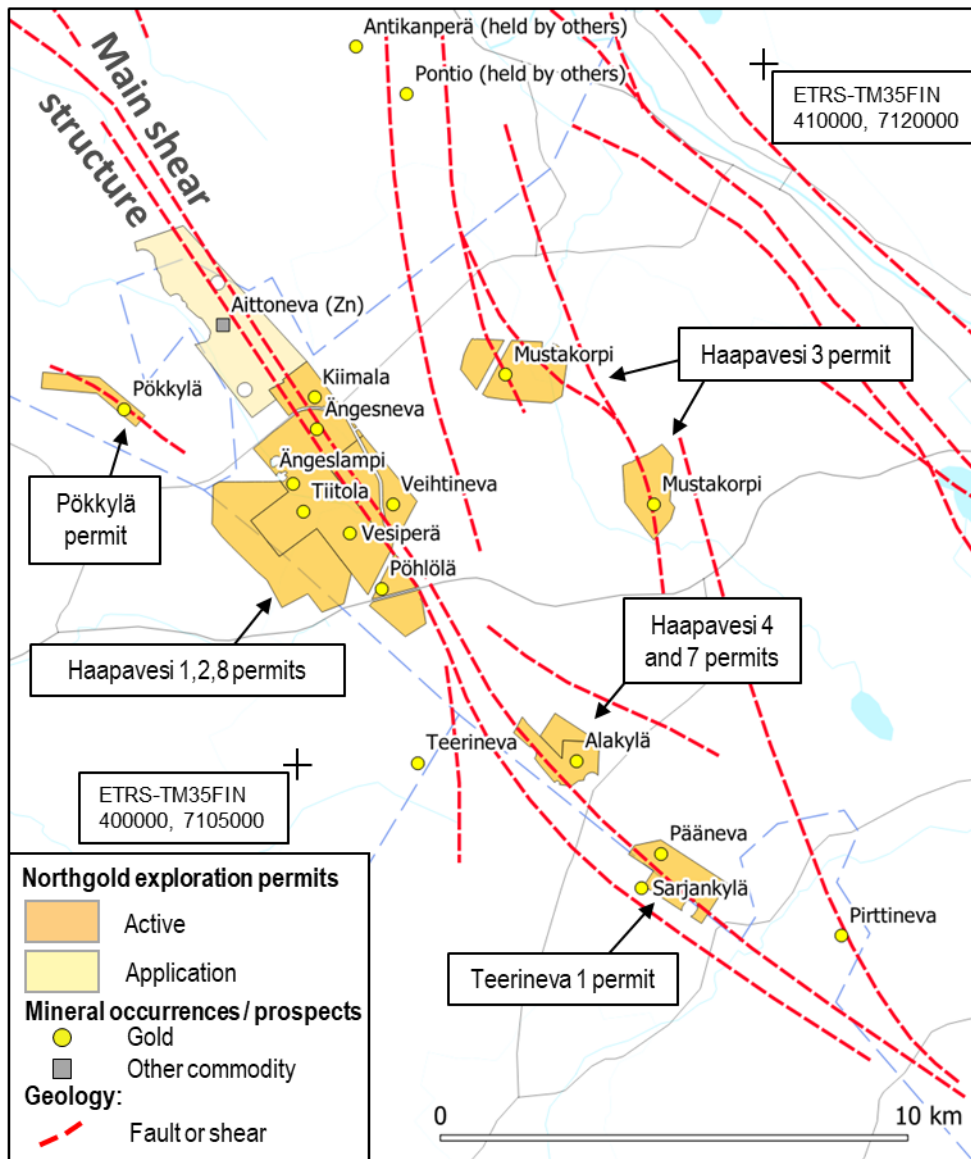 Antikanperä (held by others)
Pontio (held by others)
Main shear
structure
ETRS-TM35FIN
410000, 7120000
Aittoneva (Zn)
Mustakorpi
Haapavesi 3 permit
Kiimala
Pökkylä
Ängesneva
Ängeslampi
Tiitola
Veihtineva
Mustakorpi
Pökkylä
permit
Vesiperä
Pöhlölä
Haapavesi 1,2,8 permits
Haapavesi 4
and 7 permits
Teerineva
Alakylä
ETRS-TM35FIN
400000, 7105000
Pääneva
Sarjankylä
Pirttineva
Teerineva 1 permit
Northgold exploration permits
Active
Application
Mineral occurrences / prospects
Gold
Other commodity
Geology:
Fault or shear
0
10 km